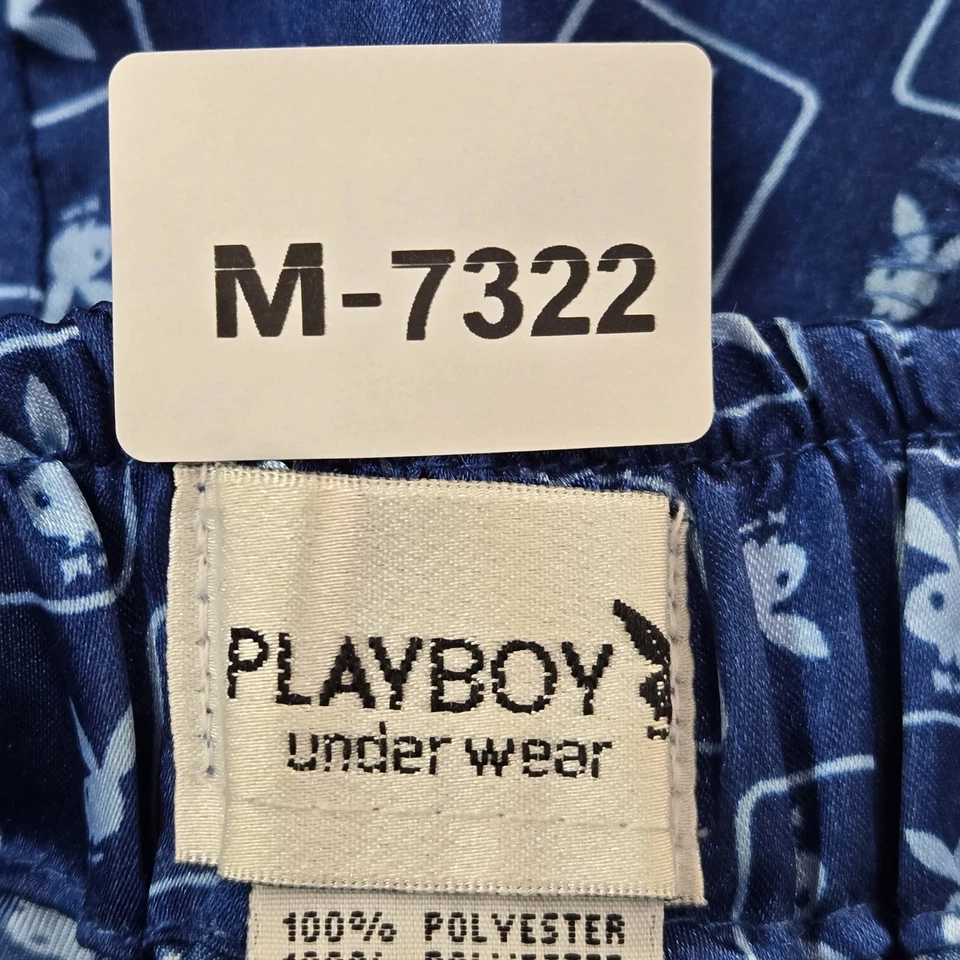 M-7322
PLAYBOY
under wear
100% POLYESTER